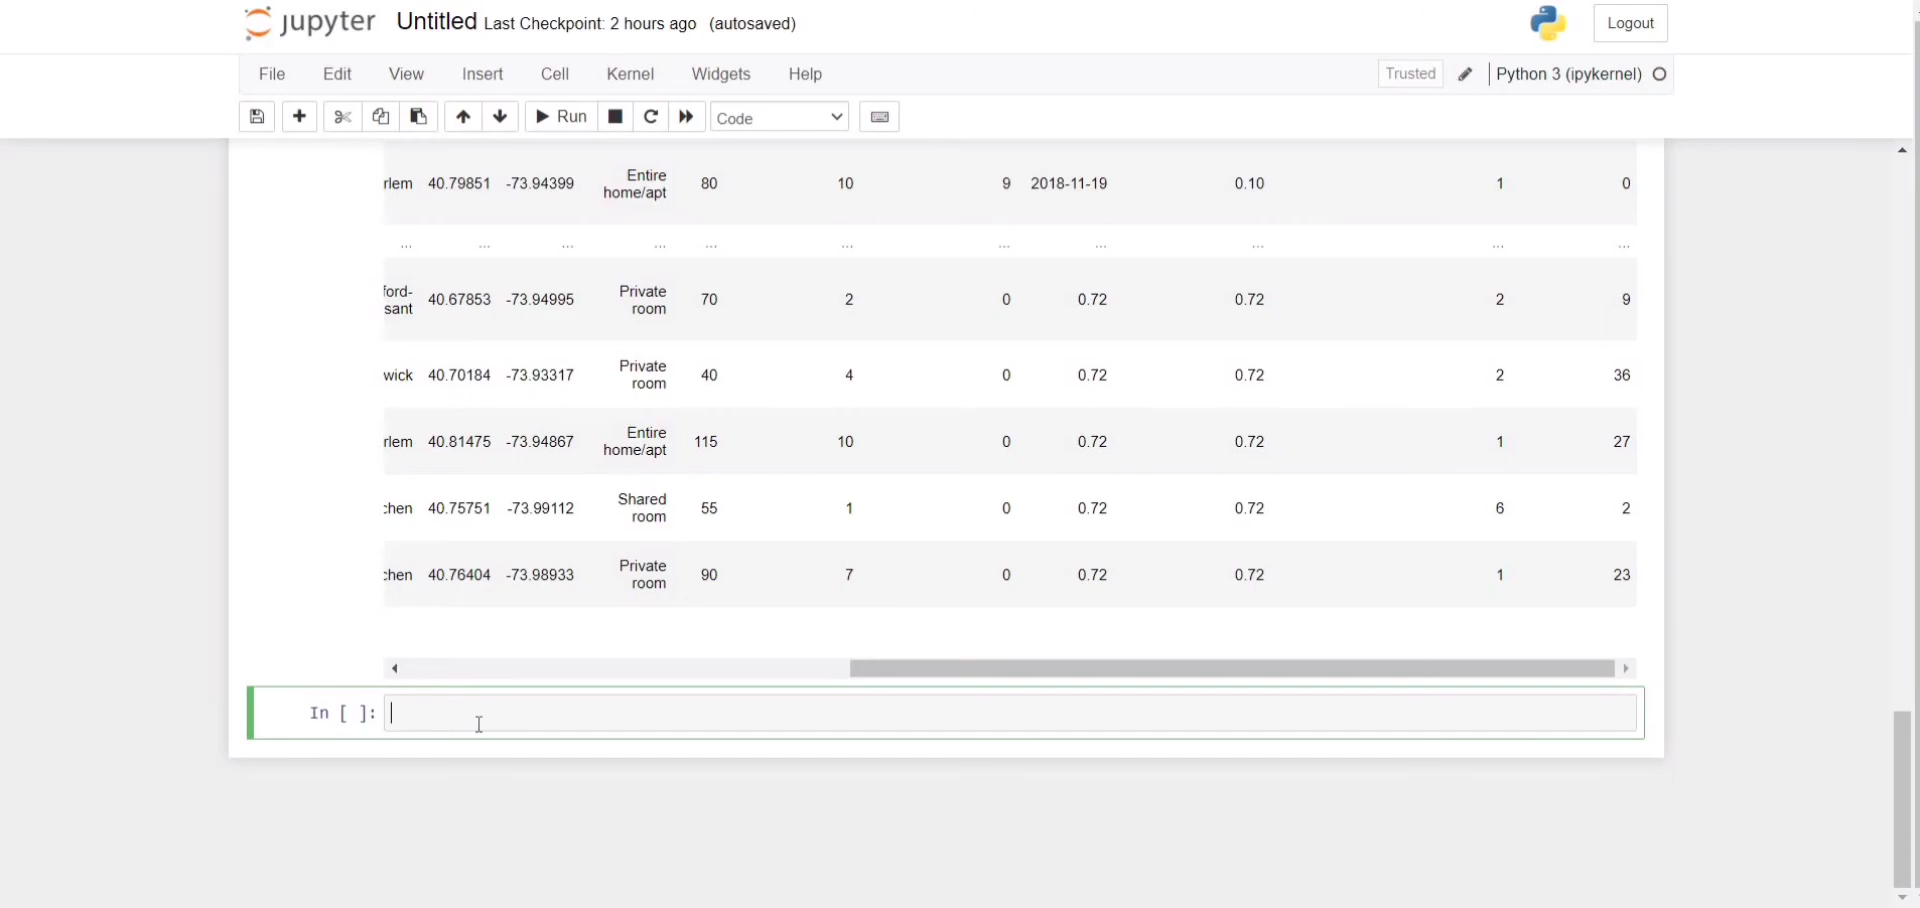 jupyter Untitled Last Checkpoint: 2 hours ago (autosaved) Logout
File Edit View Insert Cell Kernel Widgets Help Trusted Python 3 (ipykernel)
Run Code
rlem 40.79851 -73.94399 Entire home/apt 80 10 9 2018-11-19 0.10 1 0
... ... ... ... ... ... ... ... ... ... ...
ford-sant 40.67853 -73.94995 Private room 70 2 0 0.72 0.72 2 9
wick 40.70184 -73.93317 Private room 40 4 0 0.72 0.72 2 36
rlem 40.81475 -73.94867 Entire home/apt 115 10 0 0.72 0.72 1 27
chen 40.75751 -73.99112 Shared room 55 1 0 0.72 0.72 6 2
chen 40.76404 -73.98933 Private room 90 7 0 0.72 0.72 1 23
In [ ]: